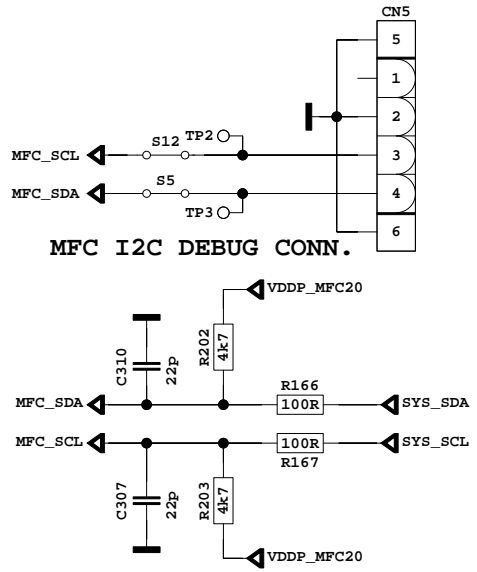 CN5
5
1
TP2
2
S12
MFC_SCL
3
S5
MFC_SDA
4
TP3
6
MFC I2C DEBUG CONN.
VDDP_MFC20
C310
22p
R202
4k7
R166
MFC_SDA
100R
SYS_SDA
MFC_SCL
100R
SYS_SCL
R167
C307
22p
R203
4k7
VDDP_MFC20